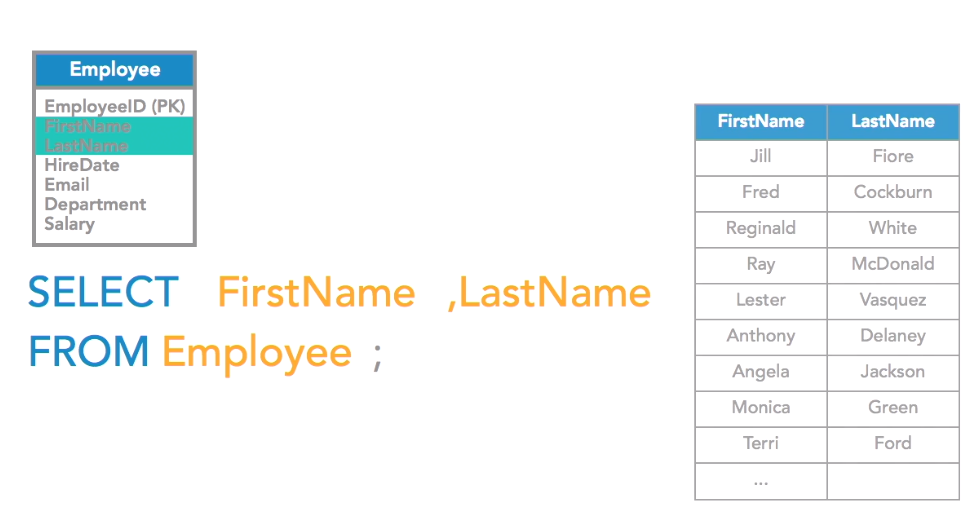 Employee
EmployeeID (PK)
FirstName
LastName
HireDate
Email
Department
Salary
SELECT FirstName ,LastName
FROM Employee ;
FirstName LastName
Jill Fiore
Fred Cockburn
Reginald White
Ray McDonald
Lester Vasquez
Anthony Delaney
Angela Jackson
Monica Green
Terri Ford
...